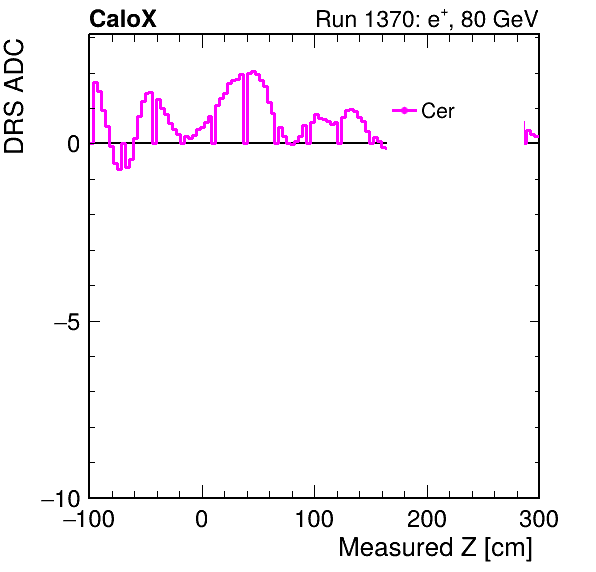 CaloX
Run 1370: e+, 80 GeV
DRS ADC
Cer
0
−5
−10
−100 0 100 200 300
Measured Z [cm]